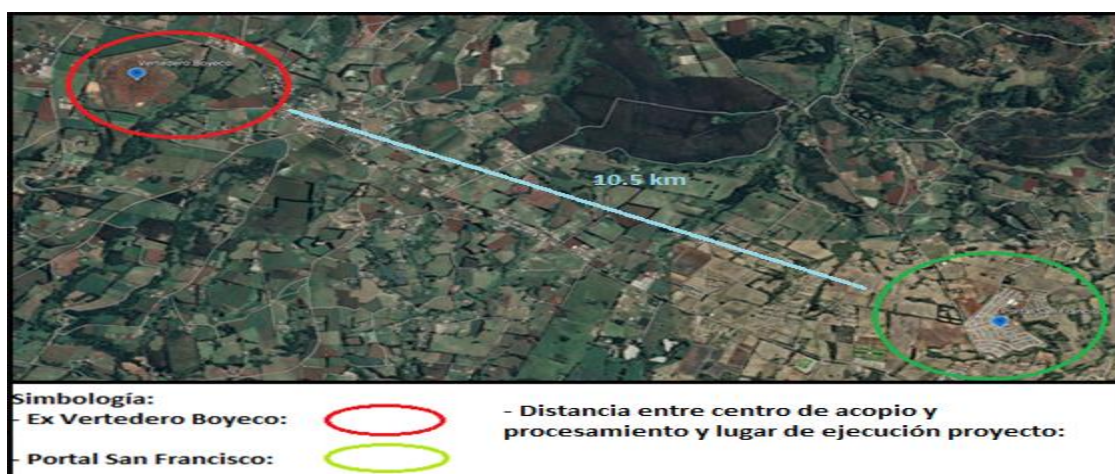 Vertedero Boyeco
10.5 km
Simbología:
- Ex Vertedero Boyeco:
- Portal San Francisco:
- Distancia entre centro de acopio y
procesamiento y lugar de ejecución proyecto: